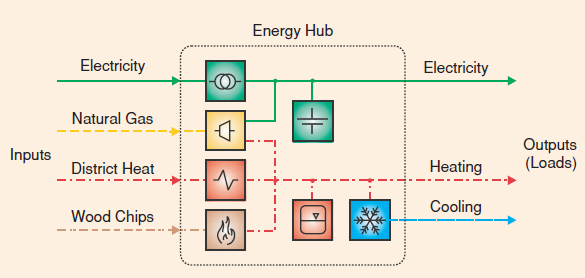 Energy Hub
Electricity
Electricity
Natural Gas
Inputs
Outputs
(Loads)
District Heat
Heating
Wood Chips
Cooling